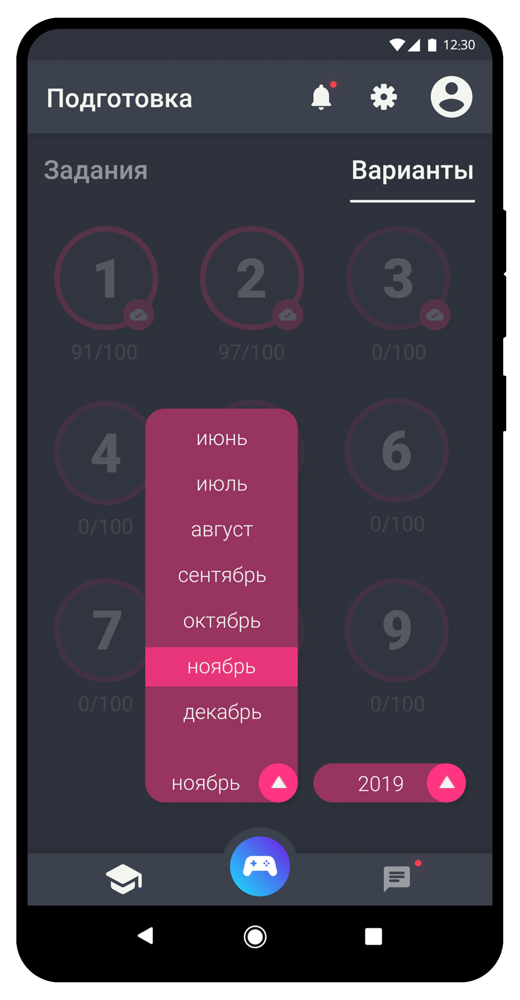 12:30
Подготовка
Задания Варианты
1 2 3
91/100 97/100 0/100
4 6
0/100 0/100
7 9
0/100 0/100
июнь
июль
август
сентябрь
октябрь
ноябрь
декабрь
ноябрь 2019